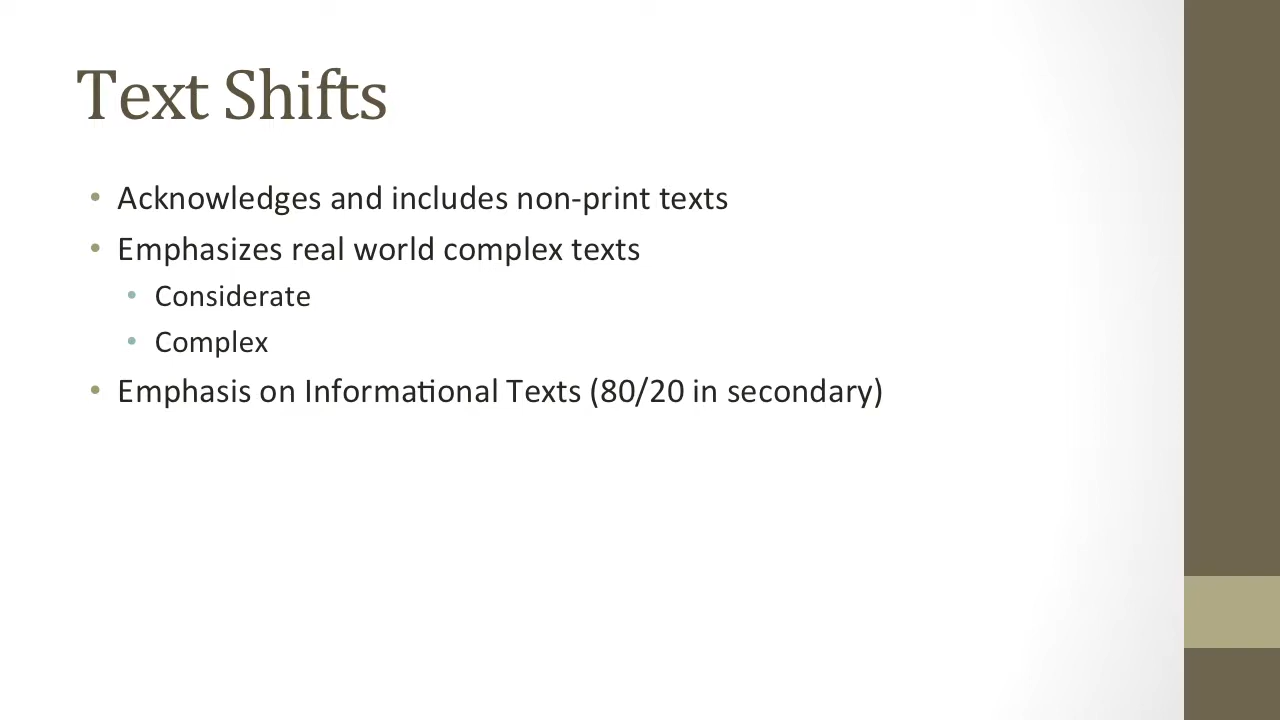 Text Shifts
• Acknowledges and includes non-print texts
• Emphasizes real world complex texts
• Considerate
• Complex
• Emphasis on Informational Texts (80/20 in secondary)